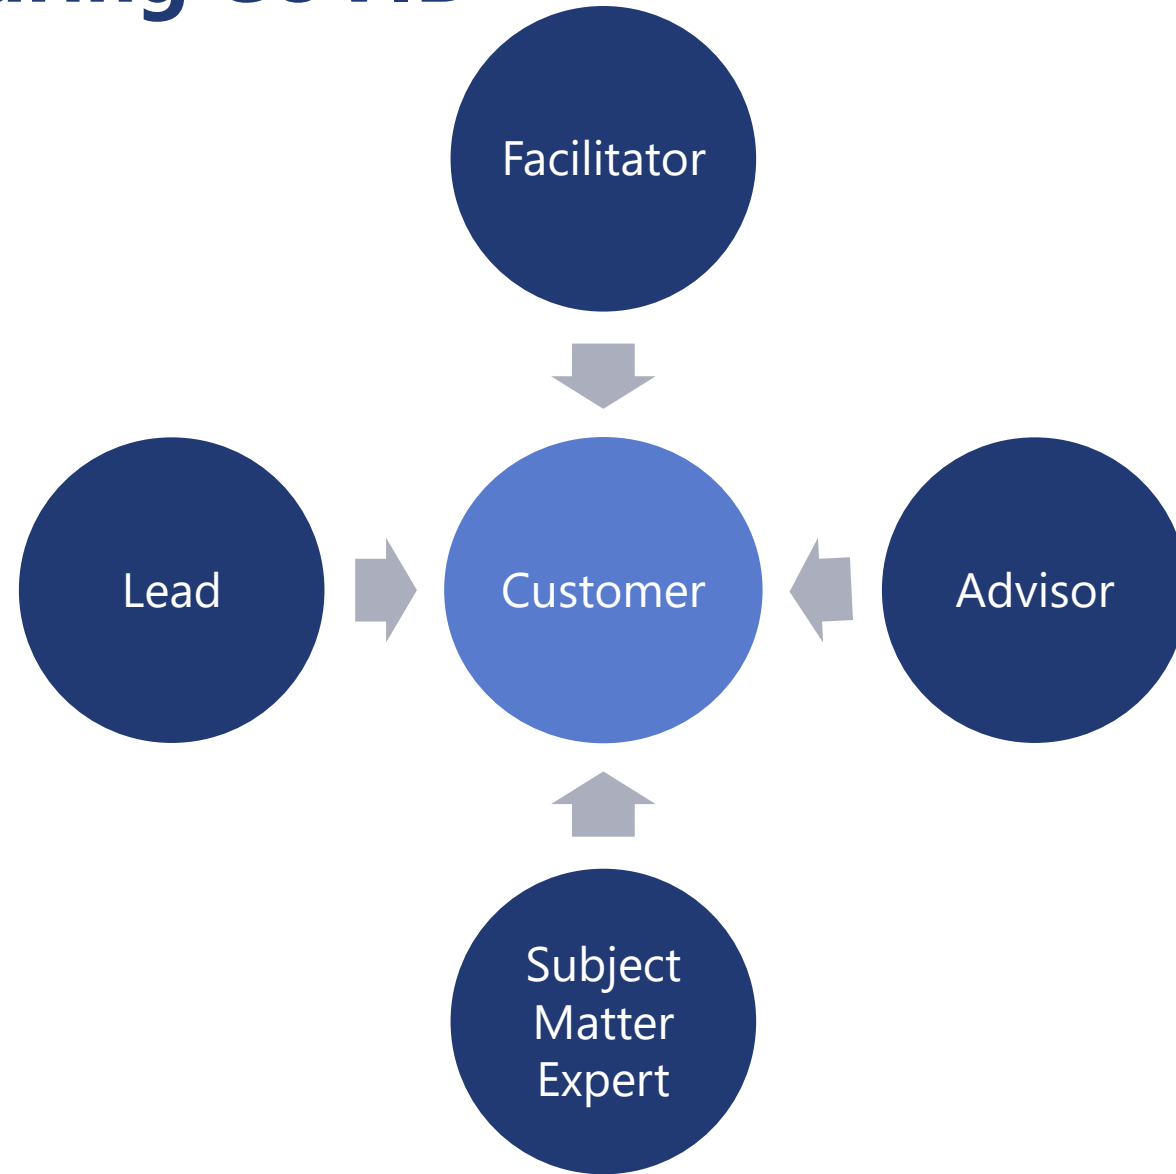 Facilitator
Lead
Customer
Advisor
Subject
Matter
Expert